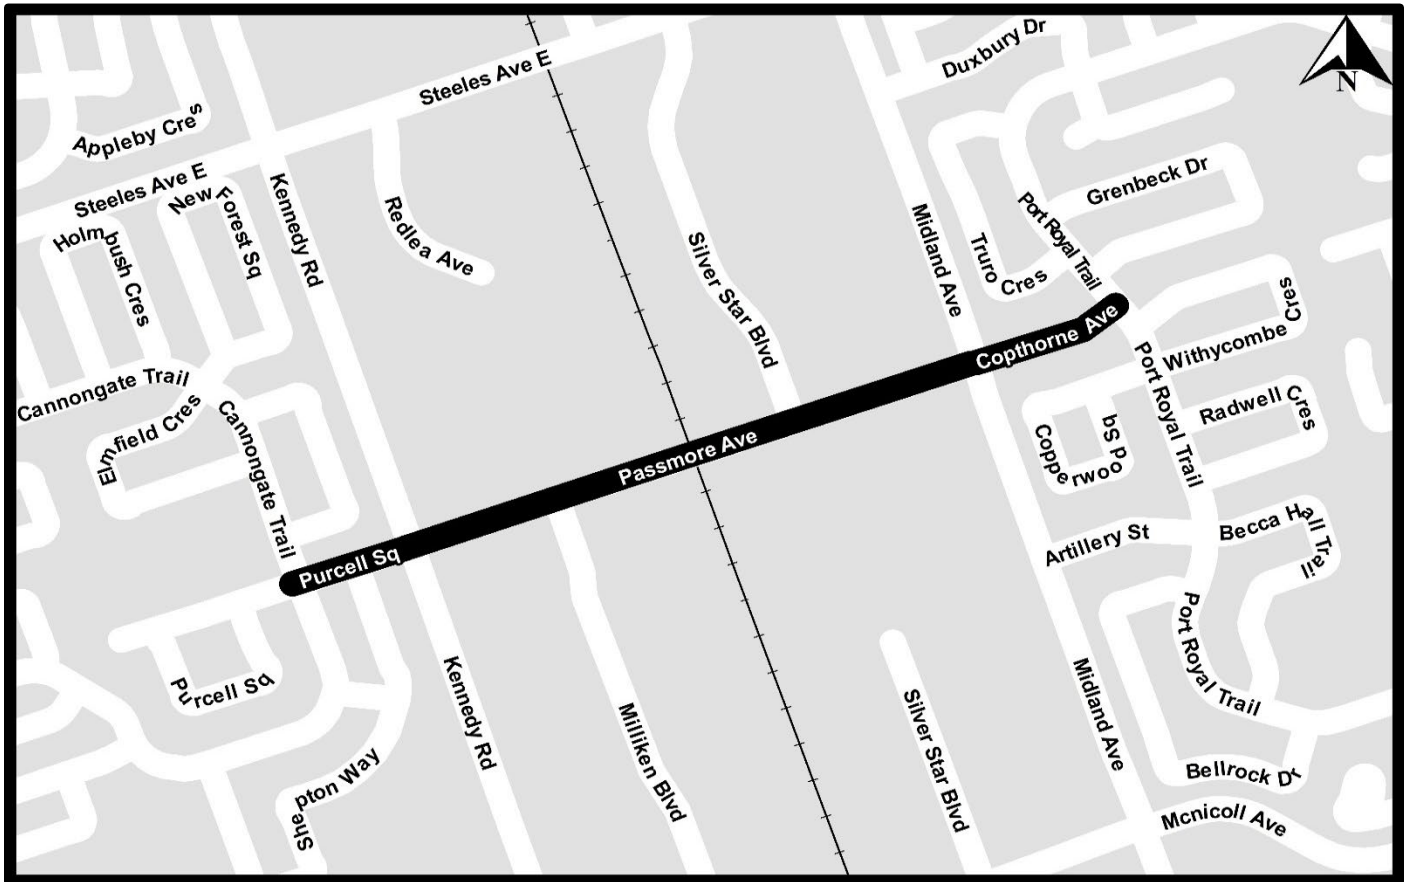 Duxbury Dr
N
Steeles Ave E
Appleby Cres
Steeles Ave E
New Forest Sq
Kennedy Rd
Redlea Ave
Holmbush Cres
Silver Star Blvd
Midland Ave
Port Royal Trail
Grenbeck Dr
Truro Cres
Copthorne Ave
Withycombe Cres
Port Royal Trail
Cannongate Trail
Elmfield Cres
Cannongate Trail
Radwell Cres
Copperwood Sq
Passmore Ave
Purcell Sq
Artillery St
Becca Hall Trail
Port Royal Trail
Purcell Sq
Kennedy Rd
Milliken Blvd
Silver Star Blvd
Midland Ave
Shepton Way
Bellrock Dr
Mcnicoll Ave